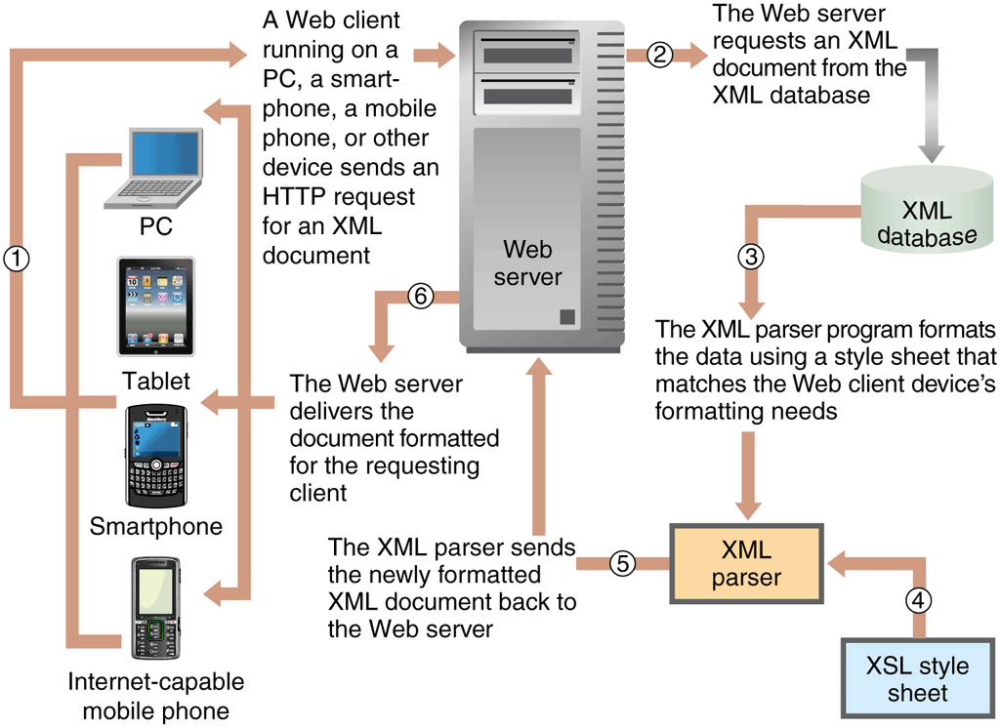 A Web client
running on a
PC, a smart-
phone, a mobile
phone, or other
device sends an
HTTP request
for an XML
document
2
The Web server
requests an XML
document from the
XML database
PC
1
Web
server
XML
database
3
6
Tablet
The XML parser program formats
the data using a style sheet that
matches the Web client device's
formatting needs
The Web server
delivers the
document formatted
for the requesting
client
Smartphone
The XML parser sends
the newly formatted
XML document back to
the Web server
5
XML
parser
4
XSL style
sheet
Internet-capable
mobile phone